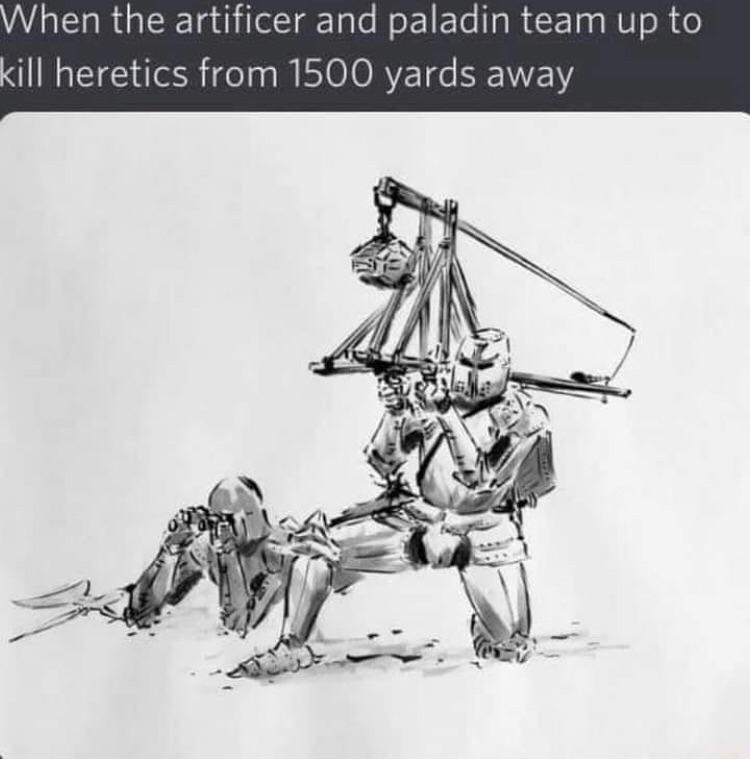 When the artificer and paladin team up to
kill heretics from 1500 yards away